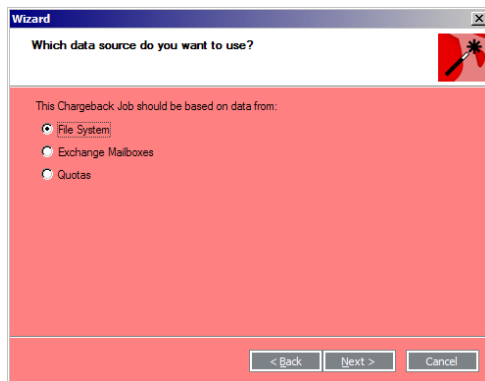 Wizard
Which data source do you want to use?
This Chargeback Job should be based on data from:
File System
Exchange Mailboxes
Quotas
< Back Next > Cancel